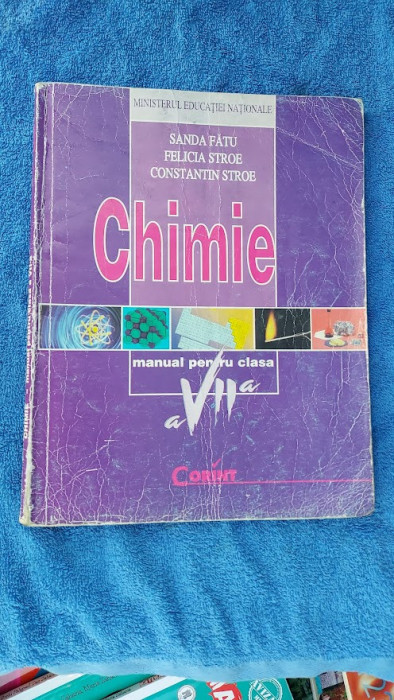 MINISTERUL EDUCAȚIEI NAȚIONALE
SANDA FĂTU
FELICIA STROE
CONSTANTIN STROE
Chimie
manual pentru clasa
a VII a
CORINT